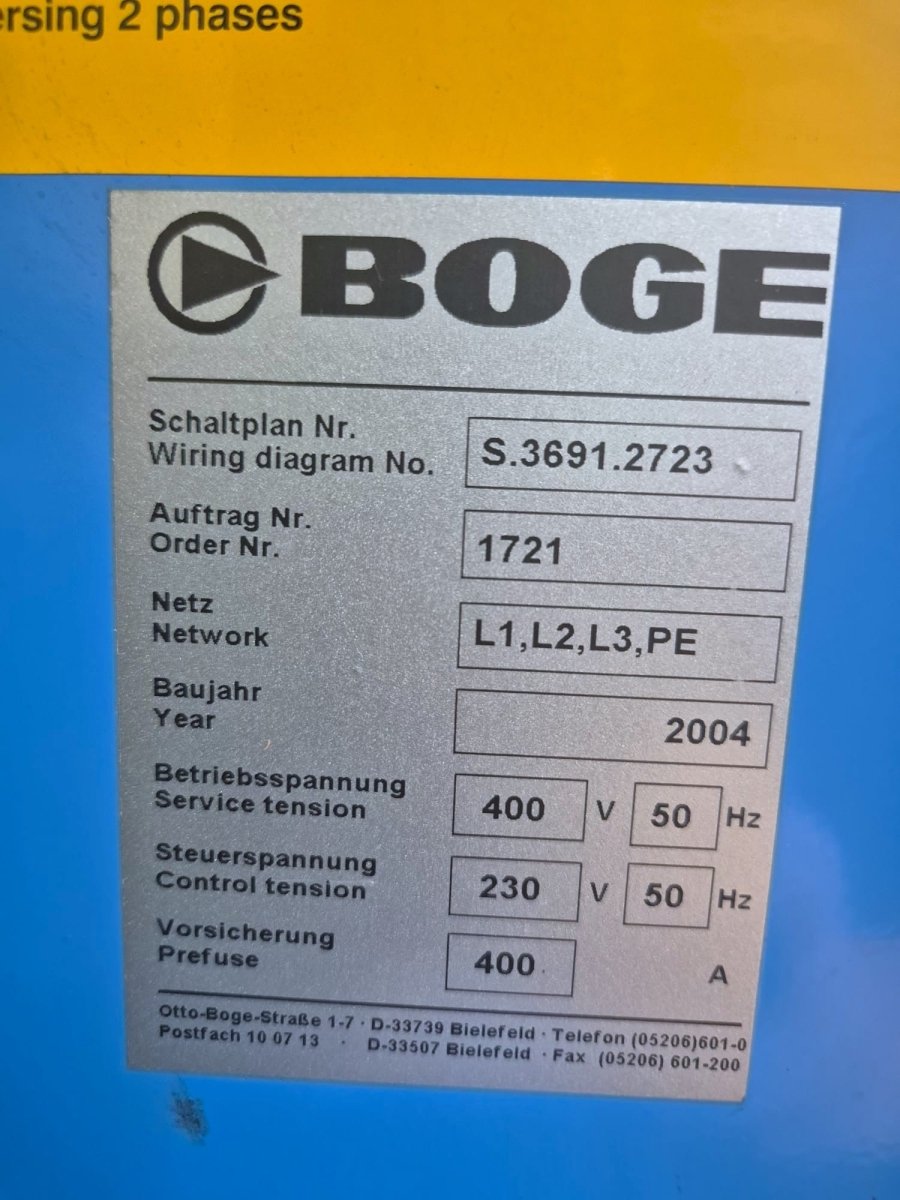 ersing 2 phases
BOGE
Schaltplan Nr.
Wiring diagram No. S.3691.2723
Auftrag Nr.
Order Nr. 1721
Netz
Network L1,L2,L3,PE
Baujahr
Year 2004
Betriebsspannung
Service tension 400 V 50 Hz
Steuerspannung
Control tension 230 V 50 Hz
Vorsicherung
Prefuse 400 A
Otto-Boge-Straße 1-7 · D-33739 Bielefeld · Telefon (05206)601-0
Postfach 10 07 13 · D-33507 Bielefeld · Fax (05206) 601-200